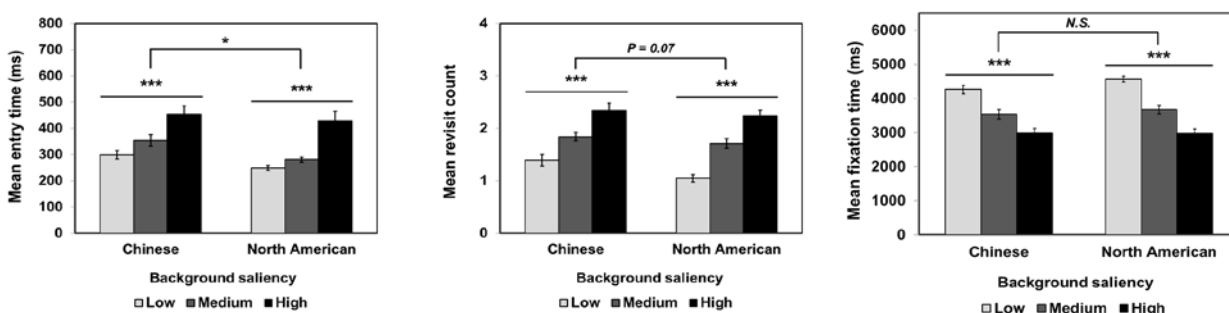 Mean entry time (ms)
800
700
600
500
400
300
200
100
0
*
***
***
Chinese
North American
Background saliency
Low Medium High
Mean revisit count
4
3
2
1
0
P = 0.07
***
***
Chinese
North American
Background saliency
Low Medium High
Mean fixation time (ms)
6000
5000
4000
3000
2000
1000
0
N.S.
***
***
Chinese
North American
Background saliency
Low Medium High